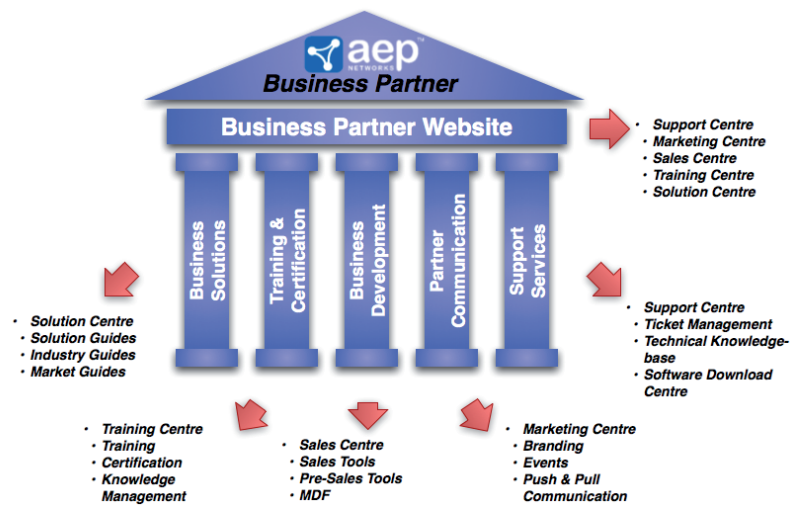 aep™
NETWORKS
Business Partner
Business Partner Website
• Support Centre
• Marketing Centre
• Sales Centre
• Training Centre
• Solution Centre
Business
Solutions
Training &
Certification
Business
Development
Partner
Communication
Support
Services
• Solution Centre
• Solution Guides
• Industry Guides
• Market Guides
• Support Centre
• Ticket Management
• Technical Knowledge-
base
• Software Download
Centre
• Training Centre
• Training
• Certification
• Knowledge
Management
• Sales Centre
• Sales Tools
• Pre-Sales Tools
• MDF
• Marketing Centre
• Branding
• Events
• Push & Pull
Communication